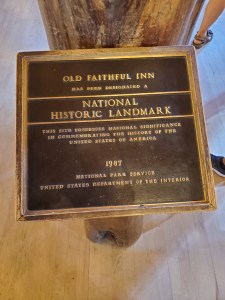 OLD FAITHFUL INN
HAS BEEN DESIGNATED A
NATIONAL
HISTORIC LANDMARK
THIS SITE POSSESSES NATIONAL SIGNIFICANCE
IN COMMEMORATING THE HISTORY OF THE
UNITED STATES OF AMERICA
1987
NATIONAL PARK SERVICE
UNITED STATES DEPARTMENT OF THE INTERIOR